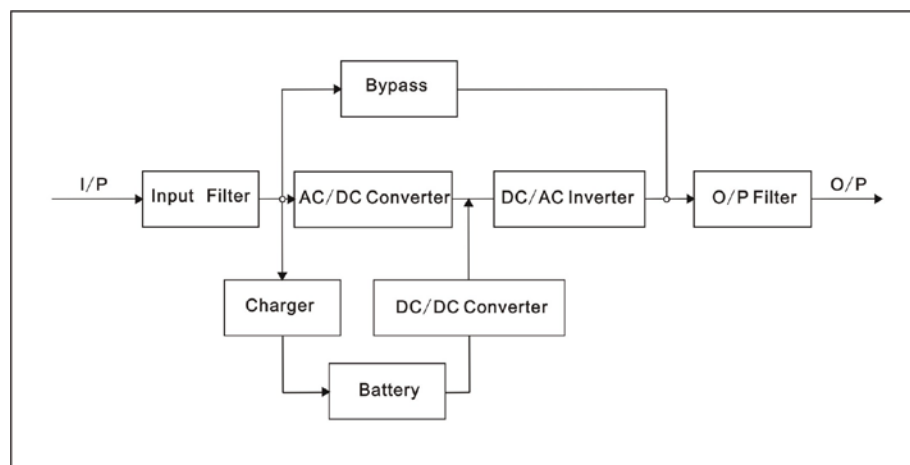 Bypass
I/P
Input Filter
AC/DC Converter
DC/AC Inverter
O/P Filter
O/P
Charger
DC/DC Converter
Battery